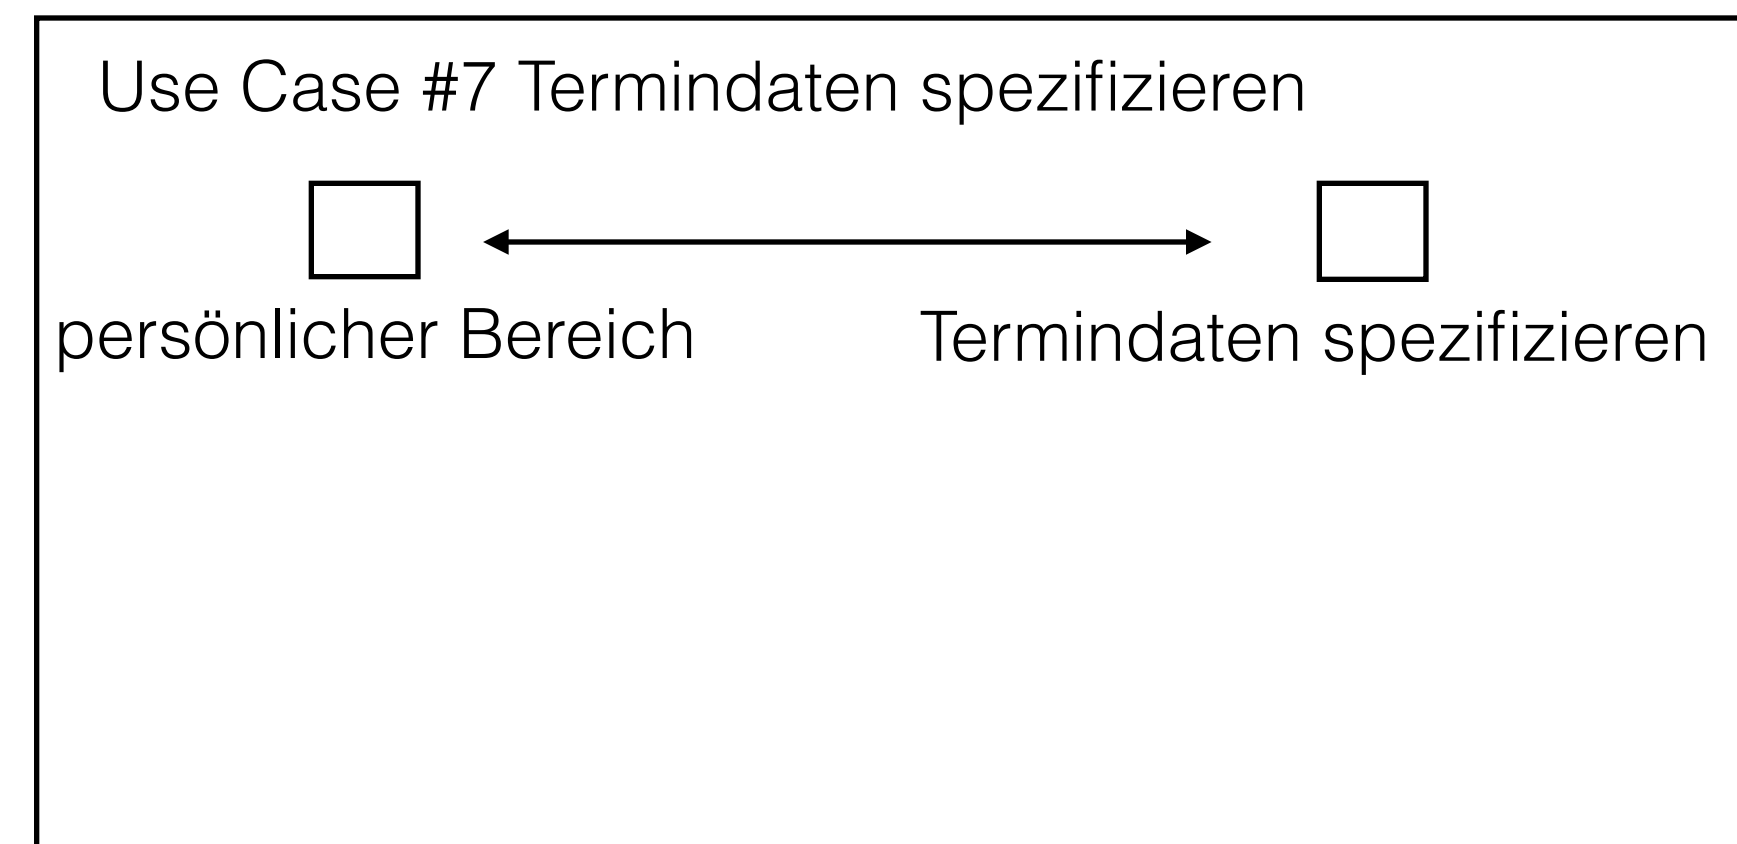 Use Case #7 Termindaten spezifizieren
persönlicher Bereich
Termindaten spezifizieren